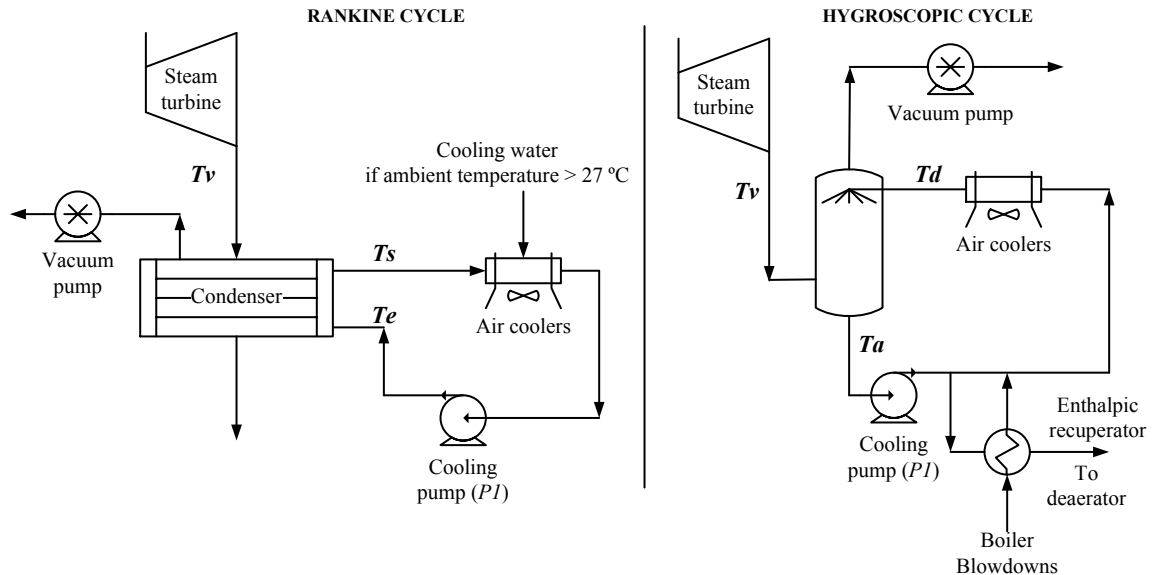 RANKINE CYCLE
Steam
turbine
Tv
Cooling water
if ambient temperature > 27 ºC
Vacuum
pump
Ts
Condenser
Te
Air coolers
Cooling
pump (P1)
HYGROSCOPIC CYCLE
Steam
turbine
Vacuum pump
Tv
Td
Air coolers
Ta
Cooling
pump (P1)
Enthalpic
recuperator
To
deaerator
Boiler
Blowdowns